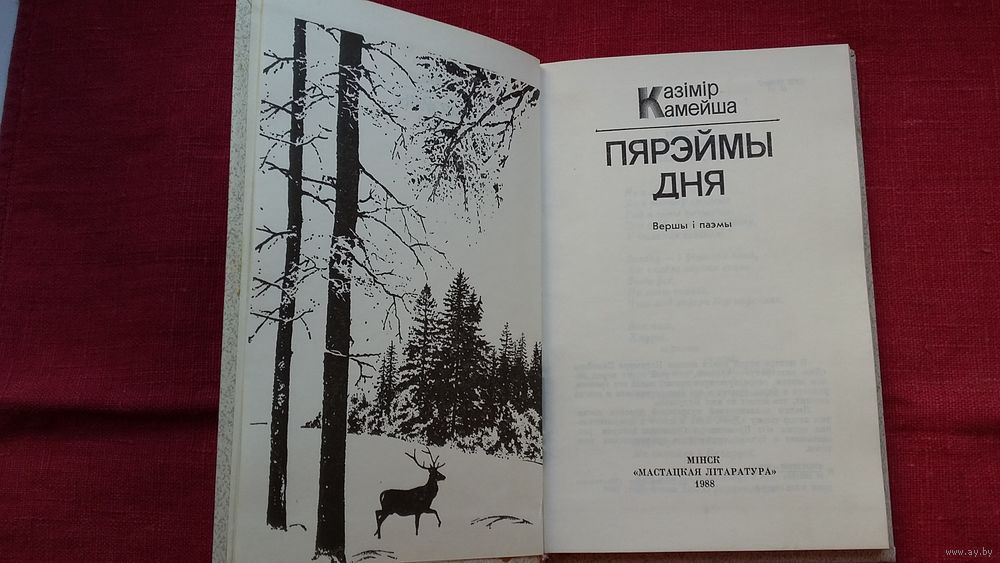 Казімір
Камейша
ПЯРЭЙМЫ
ДНЯ
Вершы і паэмы
МІНСК
«МАСТАЦКАЯ ЛІТАРАТУРА»
1988
www.ay.by